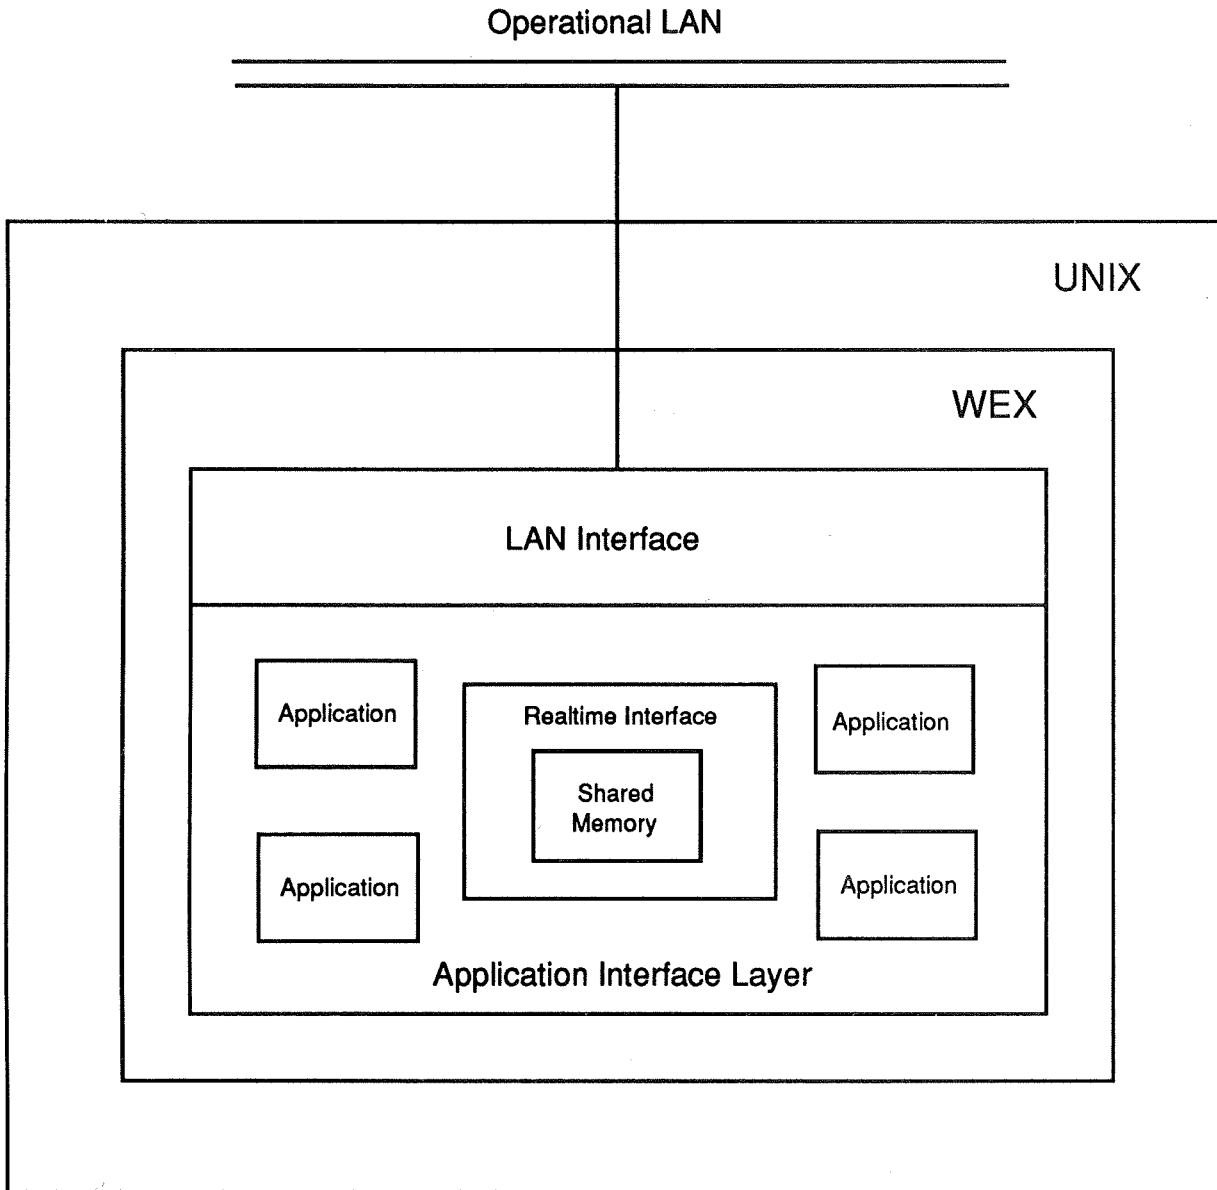 Operational LAN
UNIX
WEX
LAN Interface
Application
Realtime Interface
Application
Shared
Memory
Application
Application
Application Interface Layer